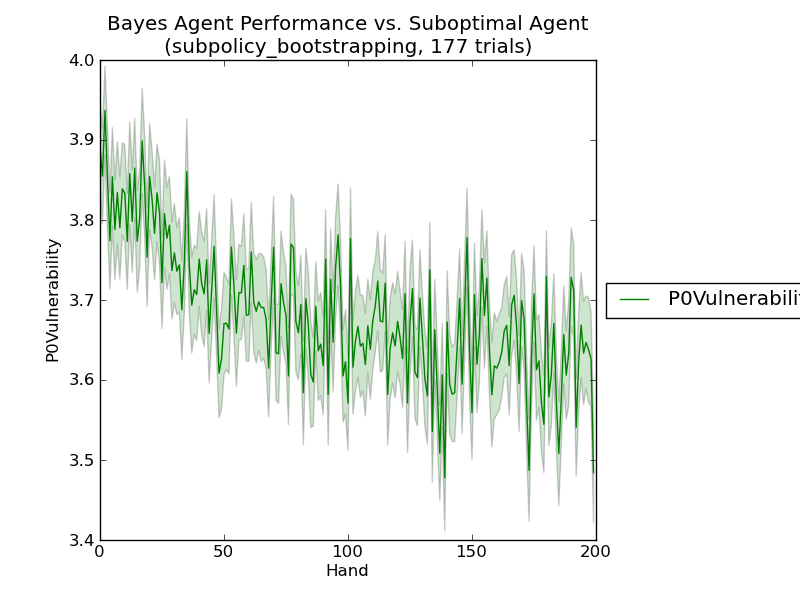 Bayes Agent Performance vs. Suboptimal Agent
(subpolicy_bootstrapping, 177 trials)
4.0
3.9
3.8
3.7
3.6
3.5
3.4
P0Vulnerability
0 50 100 150 200
Hand
P0Vulnerabili